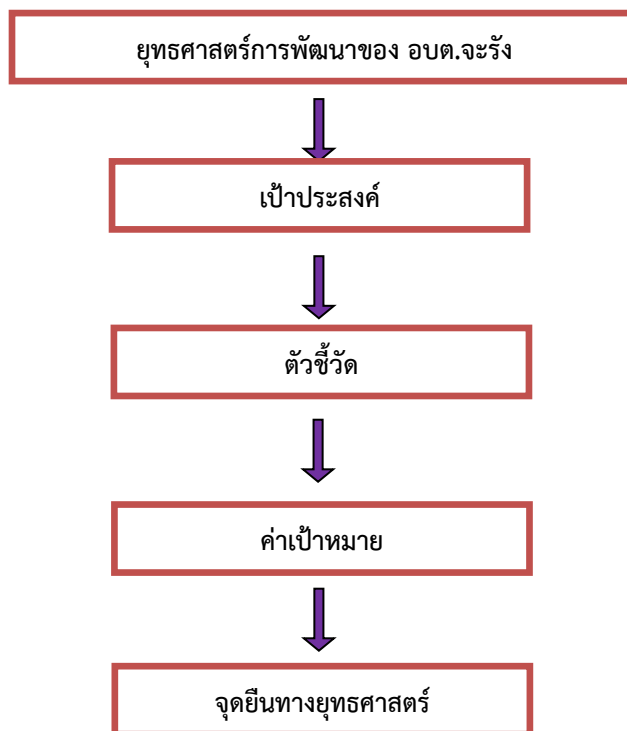 ยุทธศาสตร์การพัฒนาของ อบต.จะรัง
เป้าประสงค์
ตัวชี้วัด
ค่าเป้าหมาย
จุดยืนทางยุทธศาสตร์